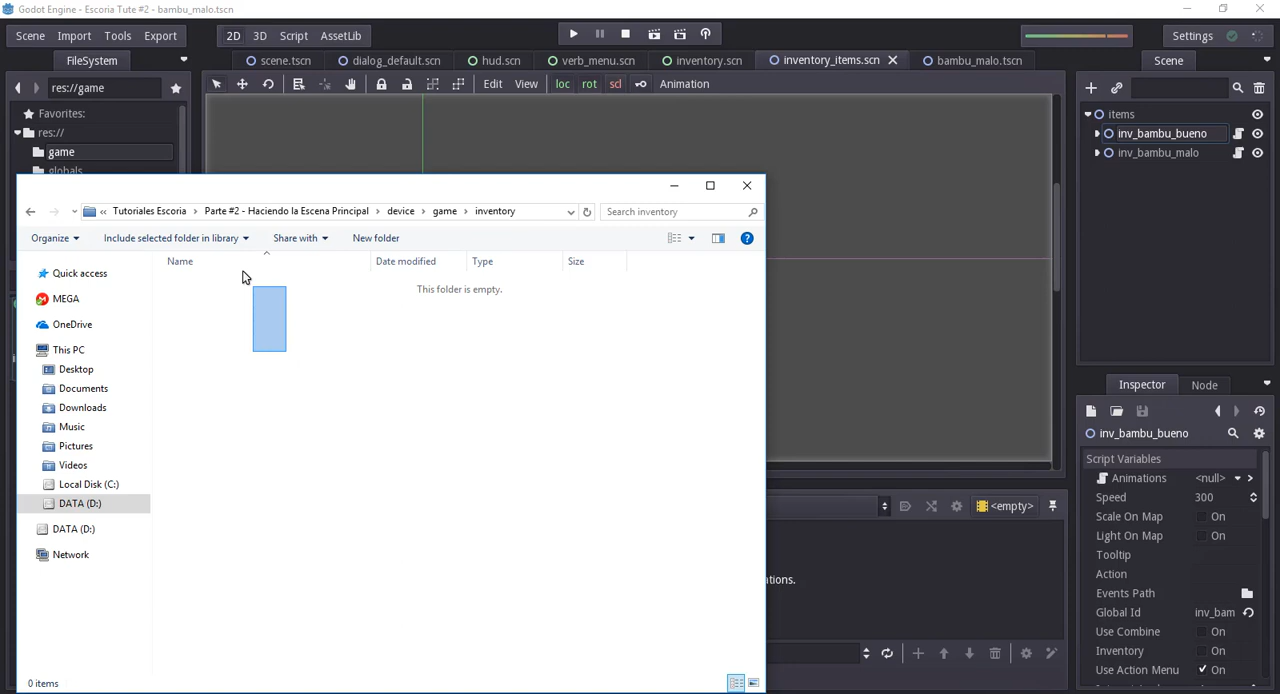 Godot Engine - Escoria Tute #2 - bambu_malo.tscn
Scene Import Tools Export 2D 3D Script AssetLib Settings
FileSystem scene.tscn dialog_default.scn hud.scn verb_menu.scn inventory.scn inventory_items.scn bambu_malo.tscn Scene
res://game Edit View loc rot scl Animation
Favorites:
res://
game
globals
items
inv_bambu_bueno
inv_bambu_malo
Tutoriales Escoria Parte #2 - Haciendo la Escena Principal device game inventory Search inventory
Organize Include selected folder in library Share with New folder
Name Date modified Type Size
This folder is empty.
Quick access
MEGA
OneDrive
This PC
Desktop
Documents
Downloads
Music
Pictures
Videos
Local Disk (C:)
DATA (D:)
DATA (D:)
Network
0 items
<empty>
ations.
Inspector Node
inv_bambu_bueno
Script Variables
Animations <null>
Speed 300
Scale On Map On
Light On Map On
Tooltip
Action
Events Path
Global Id inv_bam
Use Combine On
Inventory On
Use Action Menu On